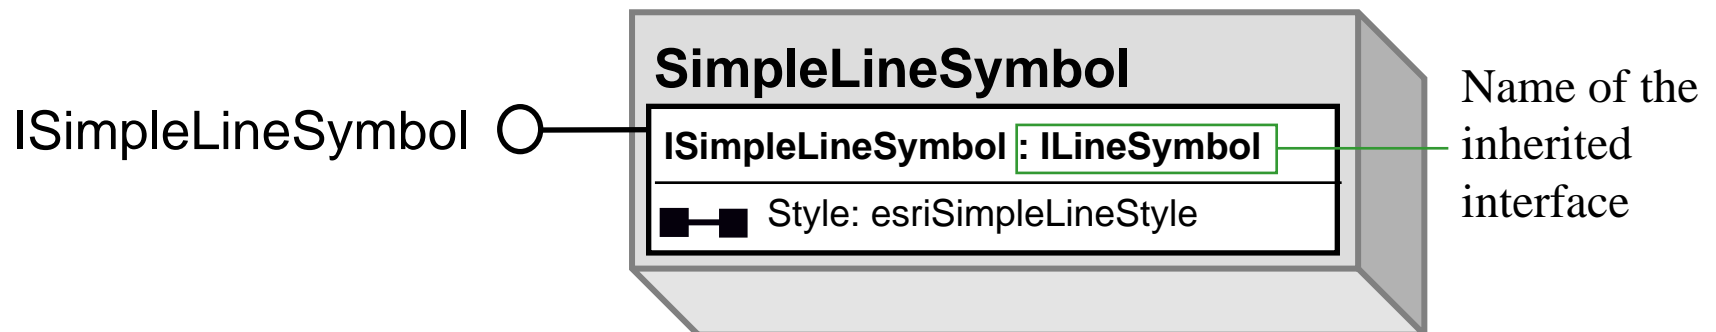 SimpleLineSymbol
ISimpleLineSymbol
ISimpleLineSymbol : ILineSymbol
Style: esriSimpleLineStyle
Name of the
inherited
interface